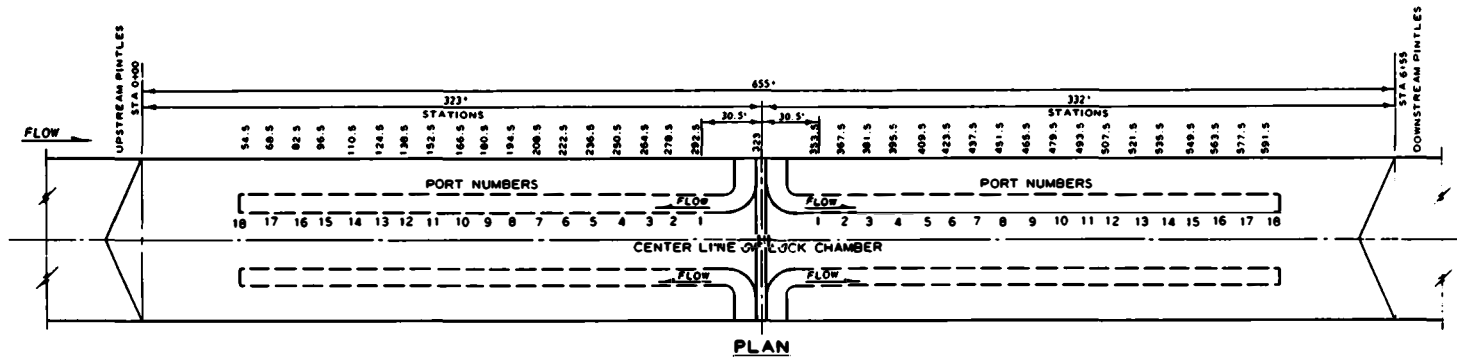 655'
323' 332'
STATIONS STATIONS
30.5' 30.5'
UPSTREAM PINTLES
STA 0+00
STA 6+55
DOWNSTREAM PINTLES
FLOW
54.5 68.5 82.5 96.5 110.5 124.5 138.5 152.5 166.5 180.5 194.5 208.5 222.5 236.5 250.5 264.5 278.5 292.5 323 353.5 367.5 381.5 395.5 409.5 423.5 437.5 451.5 465.5 479.5 493.5 507.5 521.5 535.5 549.5 563.5 577.5 591.5
PORT NUMBERS PORT NUMBERS
FLOW FLOW
18 17 16 15 14 13 12 11 10 9 8 7 6 5 4 3 2 1 1 2 3 4 5 6 7 8 9 10 11 12 13 14 15 16 17 18
CENTER LINE OF LOCK CHAMBER
FLOW FLOW
PLAN